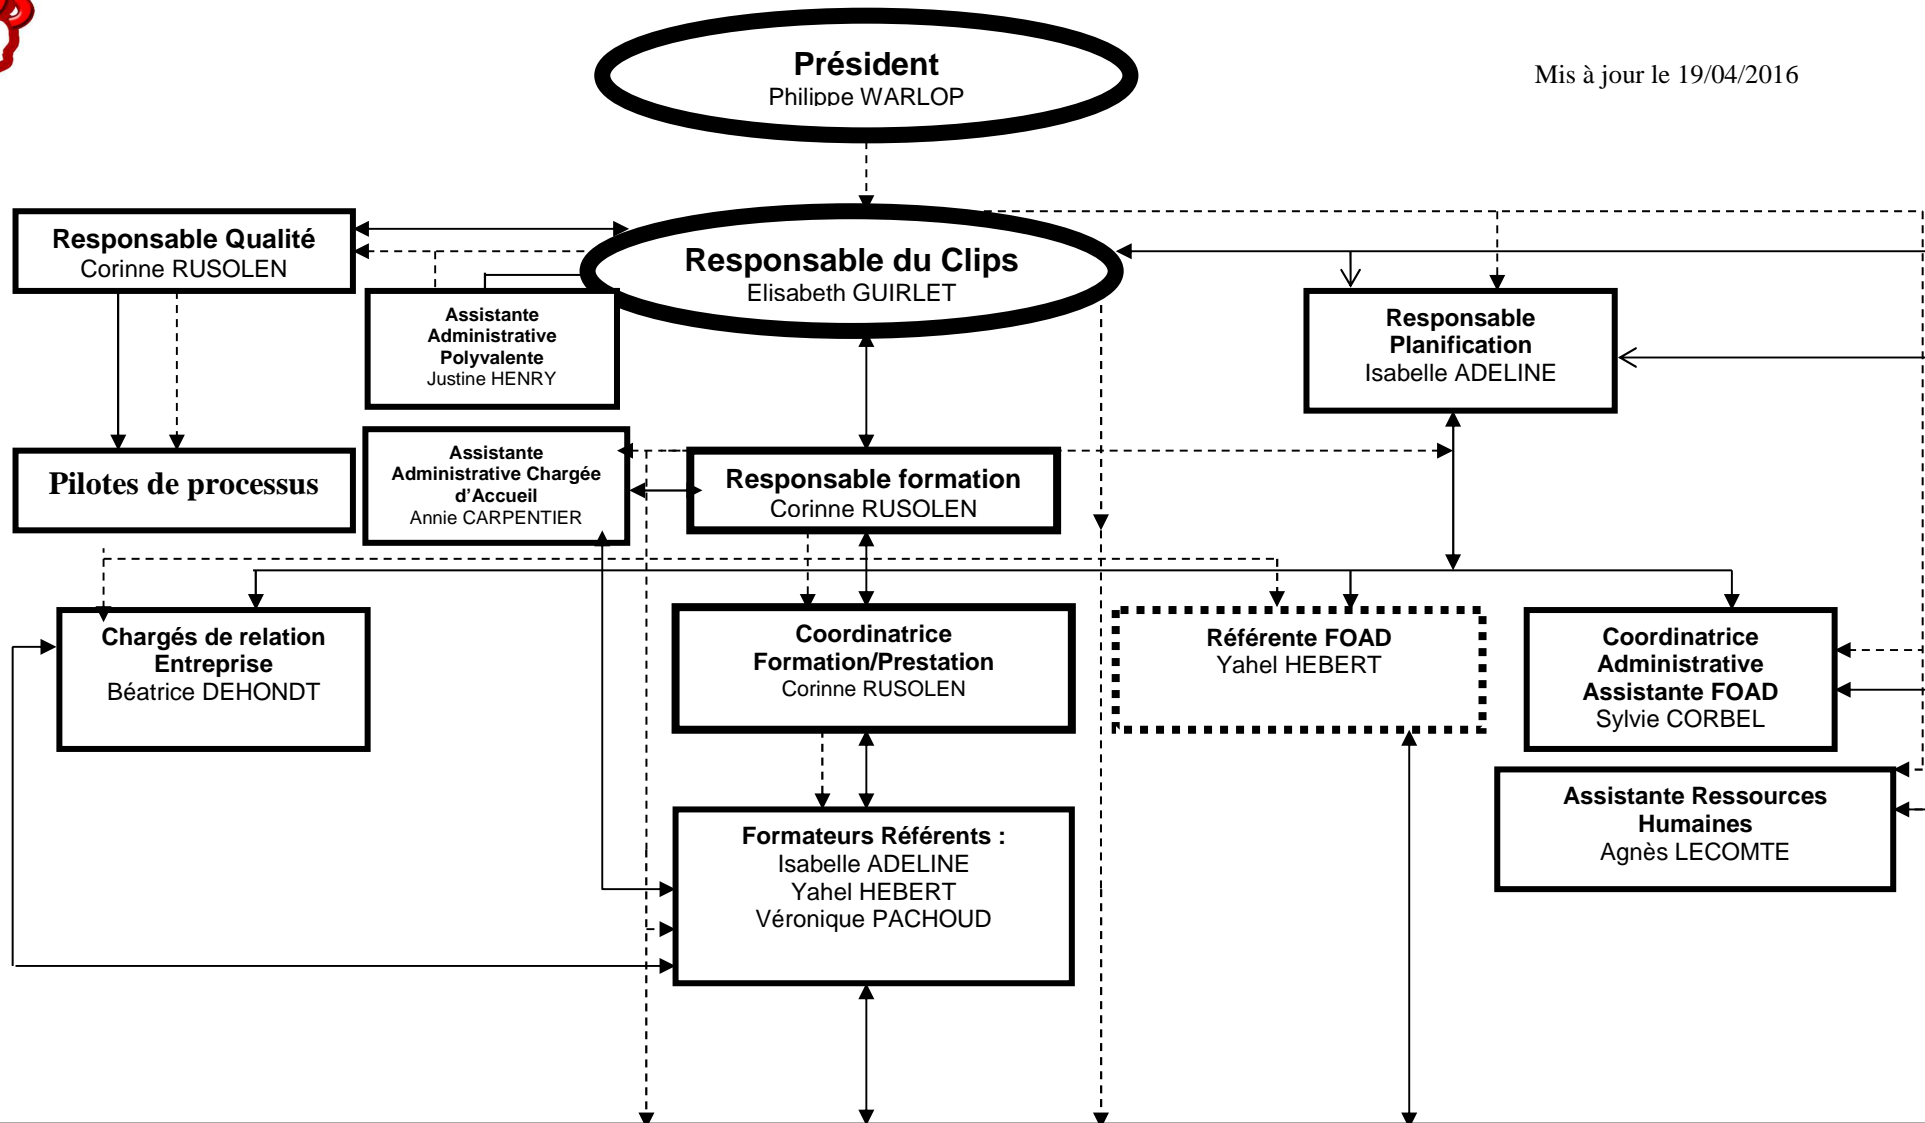 Président
Philippe WARLOP
Mis à jour le 19/04/2016
Responsable Qualité
Corinne RUSOLEN
Responsable du Clips
Elisabeth GUIRLET
Assistante
Administrative
Polyvalente
Justine HENRY
Responsable
Planification
Isabelle ADELINE
Pilotes de processus
Assistante
Administrative Chargée
d'Accueil
Annie CARPENTIER
Responsable formation
Corinne RUSOLEN
Chargés de relation
Entreprise
Béatrice DEHONDT
Coordinatrice
Formation/Prestation
Corinne RUSOLEN
Référente FOAD
Yahel HEBERT
Coordinatrice
Administrative
Assistante FOAD
Sylvie CORBEL
Formateurs Référents :
Isabelle ADELINE
Yahel HEBERT
Véronique PACHOUD
Assistante Ressources
Humaines
Agnès LECOMTE